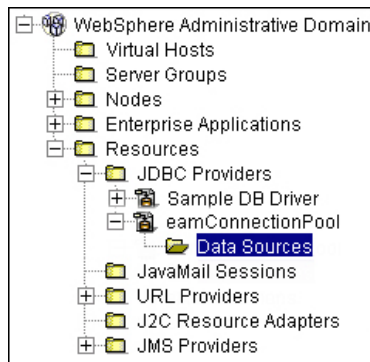 WebSphere Administrative Domain
Virtual Hosts
Server Groups
Nodes
Enterprise Applications
Resources
JDBC Providers
Sample DB Driver
eamConnectionPool
Data Sources
JavaMail Sessions
URL Providers
J2C Resource Adapters
JMS Providers